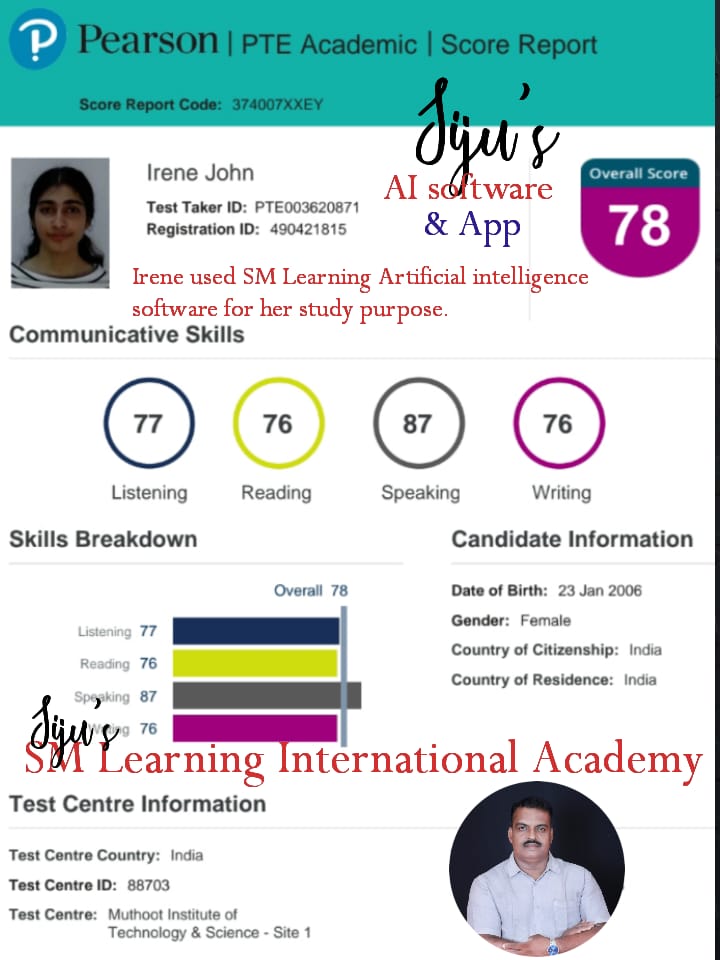 Pearson | PTE Academic | Score Report
Score Report Code: 374007XXEY
Siju's
AI software
& App
Irene John
Test Taker ID: PTE003620871
Registration ID: 490421815
Overall Score
78
Irene used SM Learning Artificial intelligence
software for her study purpose.
Communicative Skills
77 76 87 76
Listening Reading Speaking Writing
Skills Breakdown
Overall 78
Listening 77
Reading 76
Speaking 87
Writing 76
Candidate Information
Date of Birth: 23 Jan 2006
Gender: Female
Country of Citizenship: India
Country of Residence: India
Siju's
SM Learning International Academy
Test Centre Information
Test Centre Country: India
Test Centre ID: 88703
Test Centre: Muthoot Institute of
Technology & Science - Site 1